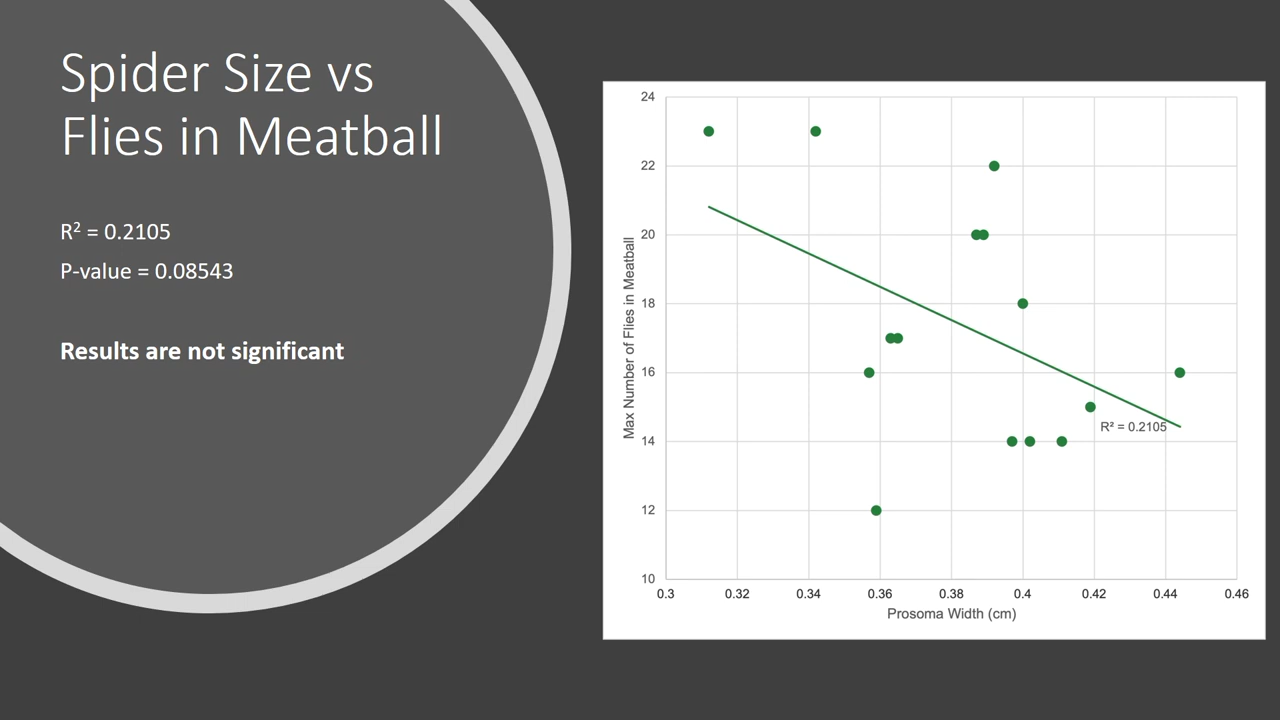 Spider Size vs
Flies in Meatball
R² = 0.2105
P-value = 0.08543
Results are not significant
Max Number of Flies in Meatball
24
22
20
18
16
14
12
10
R² = 0.2105
0.3 0.32 0.34 0.36 0.38 0.4 0.42 0.44 0.46
Prosoma Width (cm)